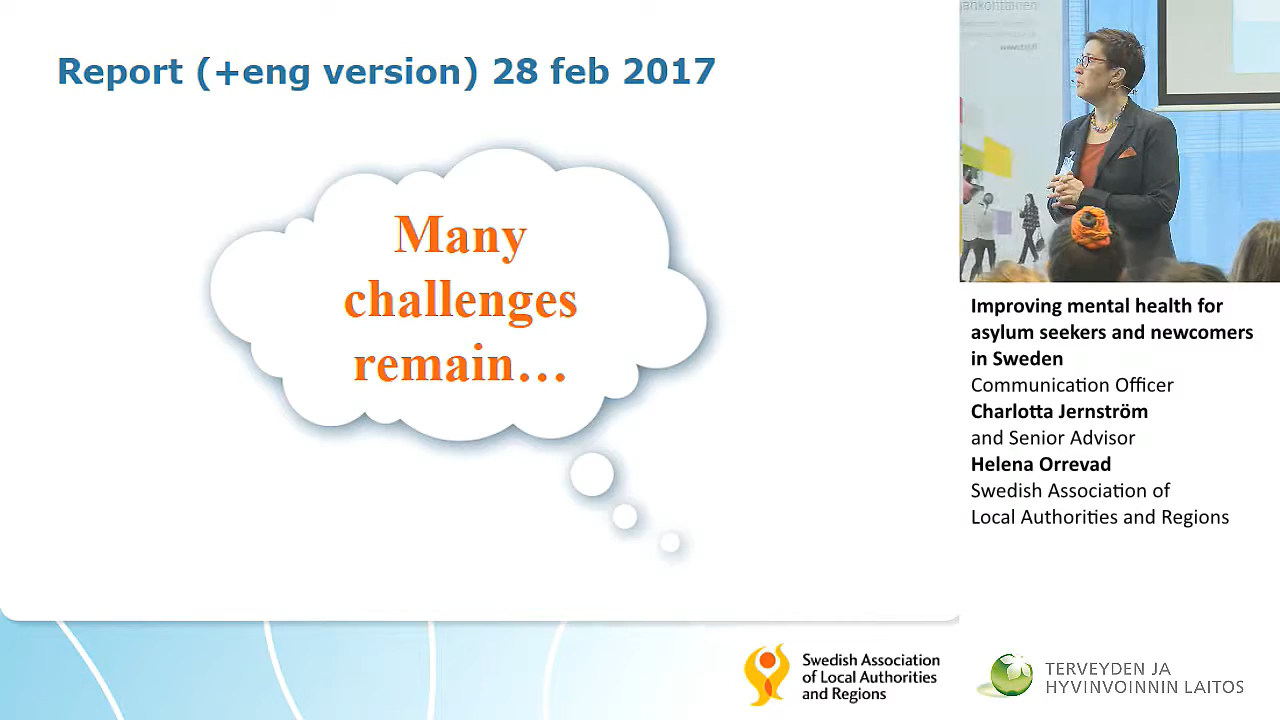 Report (+eng version) 28 feb 2017
Many
challenges
remain...
Improving mental health for
asylum seekers and newcomers
in Sweden
Communication Officer
Charlotta Jernström
and Senior Advisor
Helena Orrevad
Swedish Association of
Local Authorities and Regions
Swedish Association
of Local Authorities
and Regions
TERVEYDEN JA
HYVINVOINNIN LAITOS